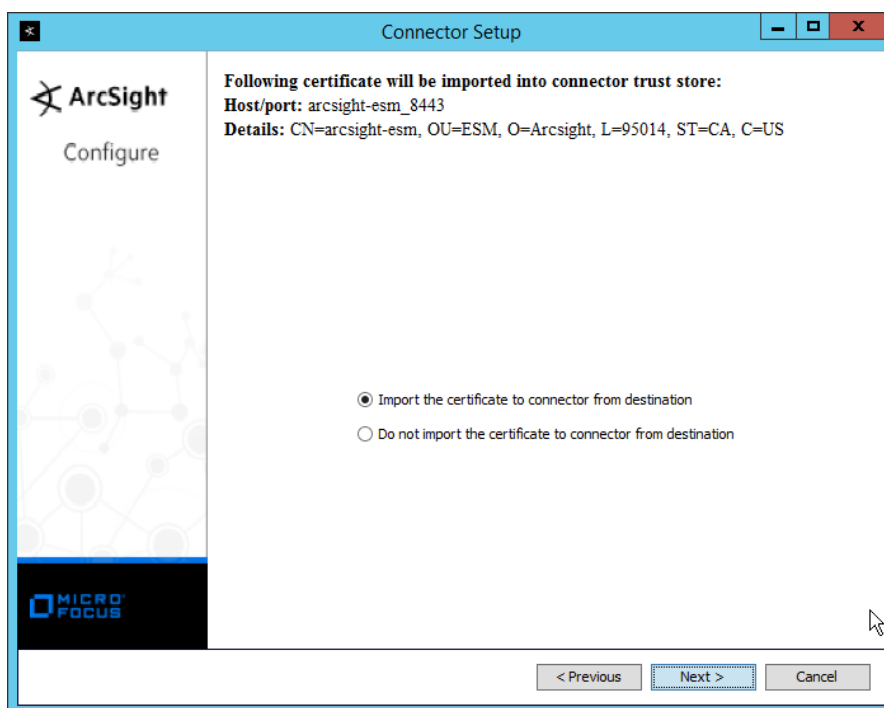 Connector Setup
ArcSight
Configure
Following certificate will be imported into connector trust store:
Host/port: arcsight-esm_8443
Details: CN=arcsight-esm, OU=ESM, O=Arcsight, L=95014, ST=CA, C=US
Import the certificate to connector from destination
Do not import the certificate to connector from destination
MICRO
FOCUS
< Previous
Next >
Cancel